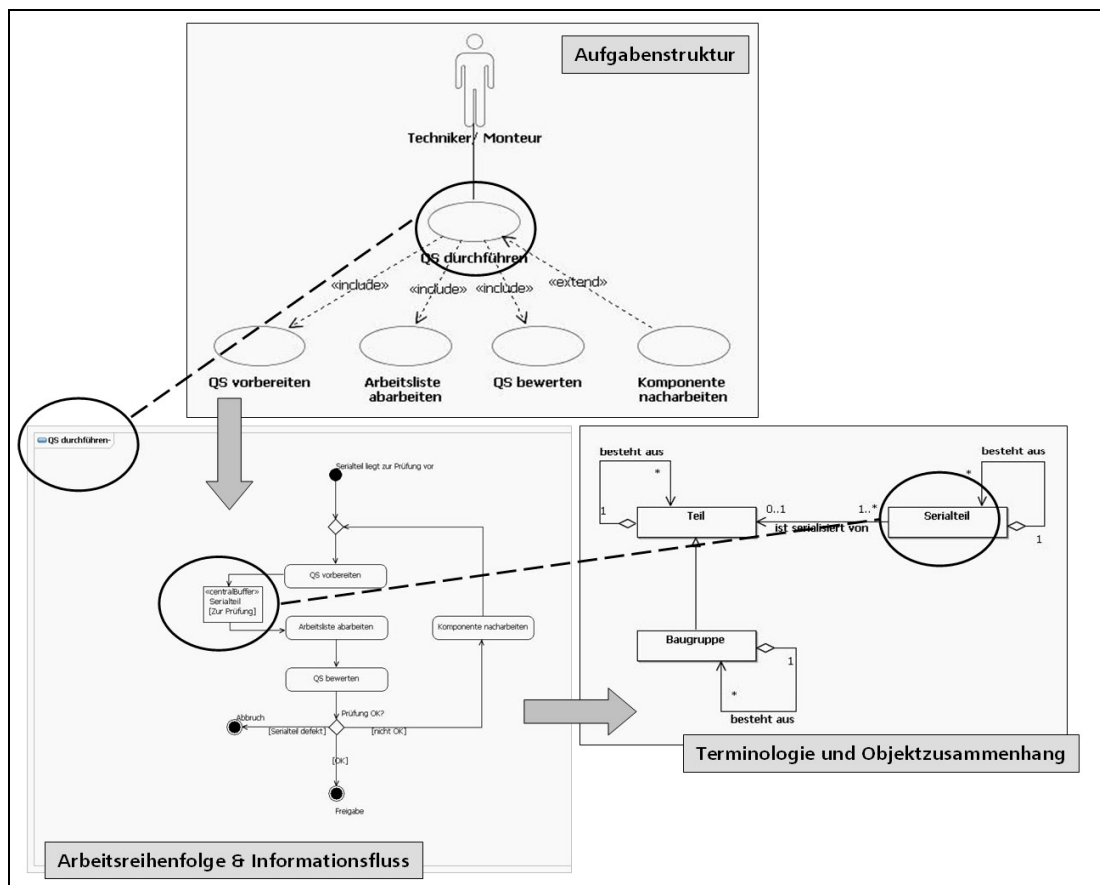 Aufgabenstruktur
Techniker/ Monteur
QS durchführen
«include»
«include»
«include»
«extend»
QS vorbereiten
Arbeitsliste
abarbeiten
QS bewerten
Komponente
nacharbeiten
QS durchführen-
Serialteil liegt zur Prüfung vor
QS vorbereiten
«centralBuffer»
Serialteil
[Zur Prüfung]
Arbeitsliste abarbeiten
Komponente nacharbeiten
QS bewerten
Prüfung OK?
Abbruch
[Serialteil defekt]
[nicht OK]
[OK]
Freigabe
Arbeitsreihenfolge & Informationsfluss
besteht aus
*
1
Teil
0..1
1..*
ist serialisiert von
besteht aus
*
Serialteil
1
Baugruppe
1
*
besteht aus
Terminologie und Objektzusammenhang